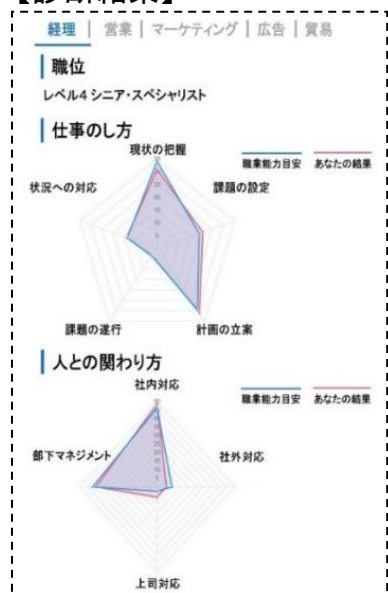 経理 | 営業 | マーケティング | 広告 | 貿易
職位
レベル4 シニア・スペシャリスト
仕事のし方
現状の把握
職業能力目安 あなたの結果
状況への対応 課題の設定
課題の遂行 計画の立案
人との関わり方
社内対応
職業能力目安 あなたの結果
部下マネジメント 社外対応
上司対応